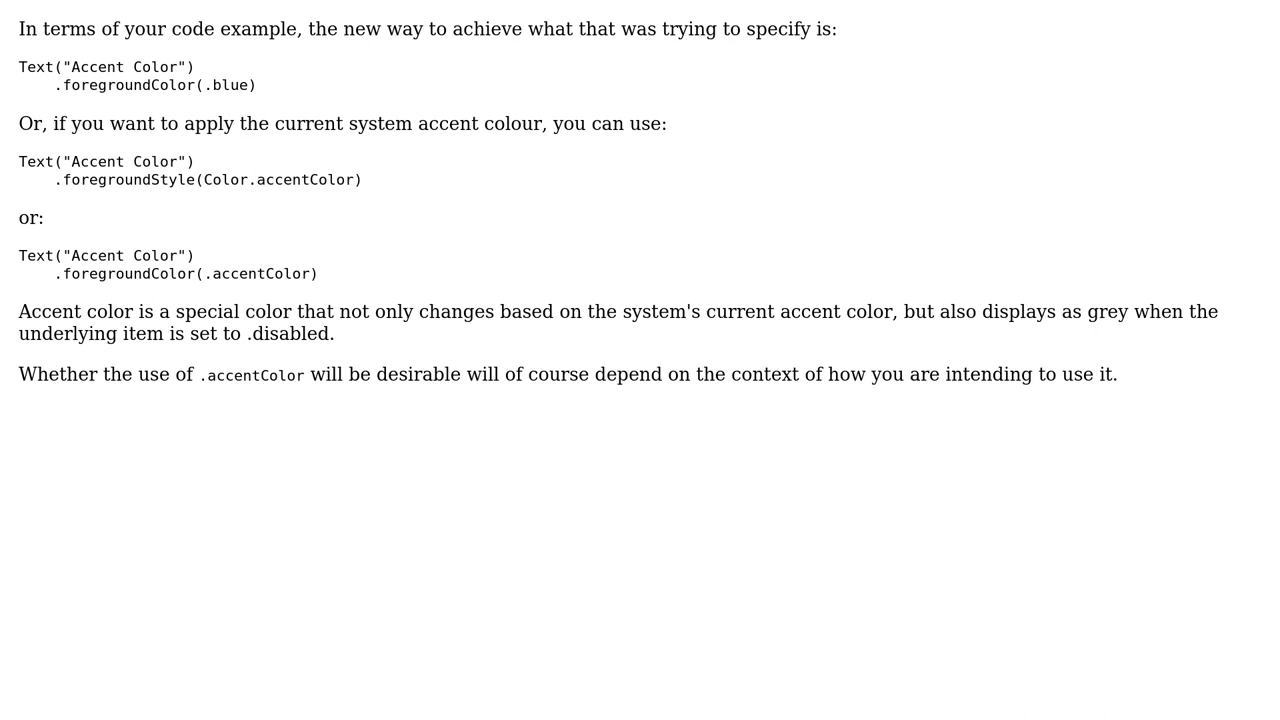 In terms of your code example, the new way to achieve what that was trying to specify is:
Text("Accent Color")
    .foregroundColor(.blue)
Or, if you want to apply the current system accent colour, you can use:
Text("Accent Color")
    .foregroundStyle(Color.accentColor)
or:
Text("Accent Color")
    .foregroundColor(.accentColor)
Accent color is a special color that not only changes based on the system's current accent color, but also displays as grey when the
underlying item is set to .disabled.
Whether the use of .accentColor will be desirable will of course depend on the context of how you are intending to use it.